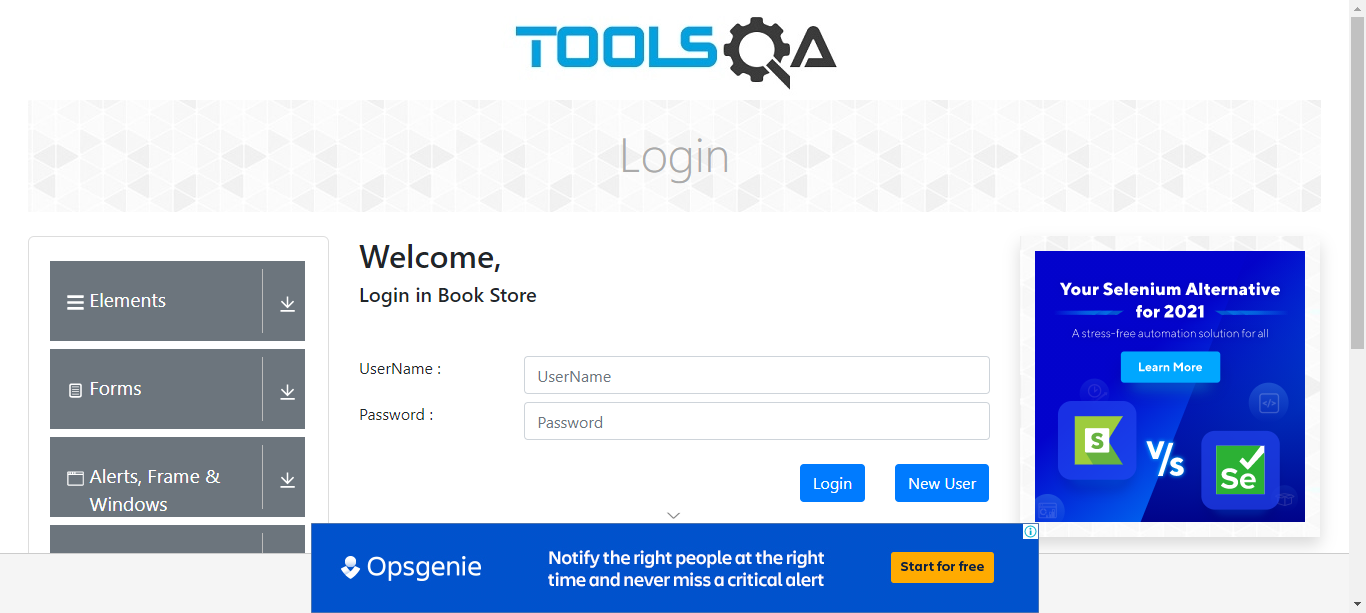 TOOLSQA
Login
Elements
Forms
Alerts, Frame &
Windows
Welcome,
Login in Book Store
UserName :
UserName
Password :
Password
Login
New User
Your Selenium Alternative
for 2021
A stress-free automation solution for all
Learn More
S
V/s
Se
Opsgenie
Notify the right people at the right
time and never miss a critical alert
Start for free